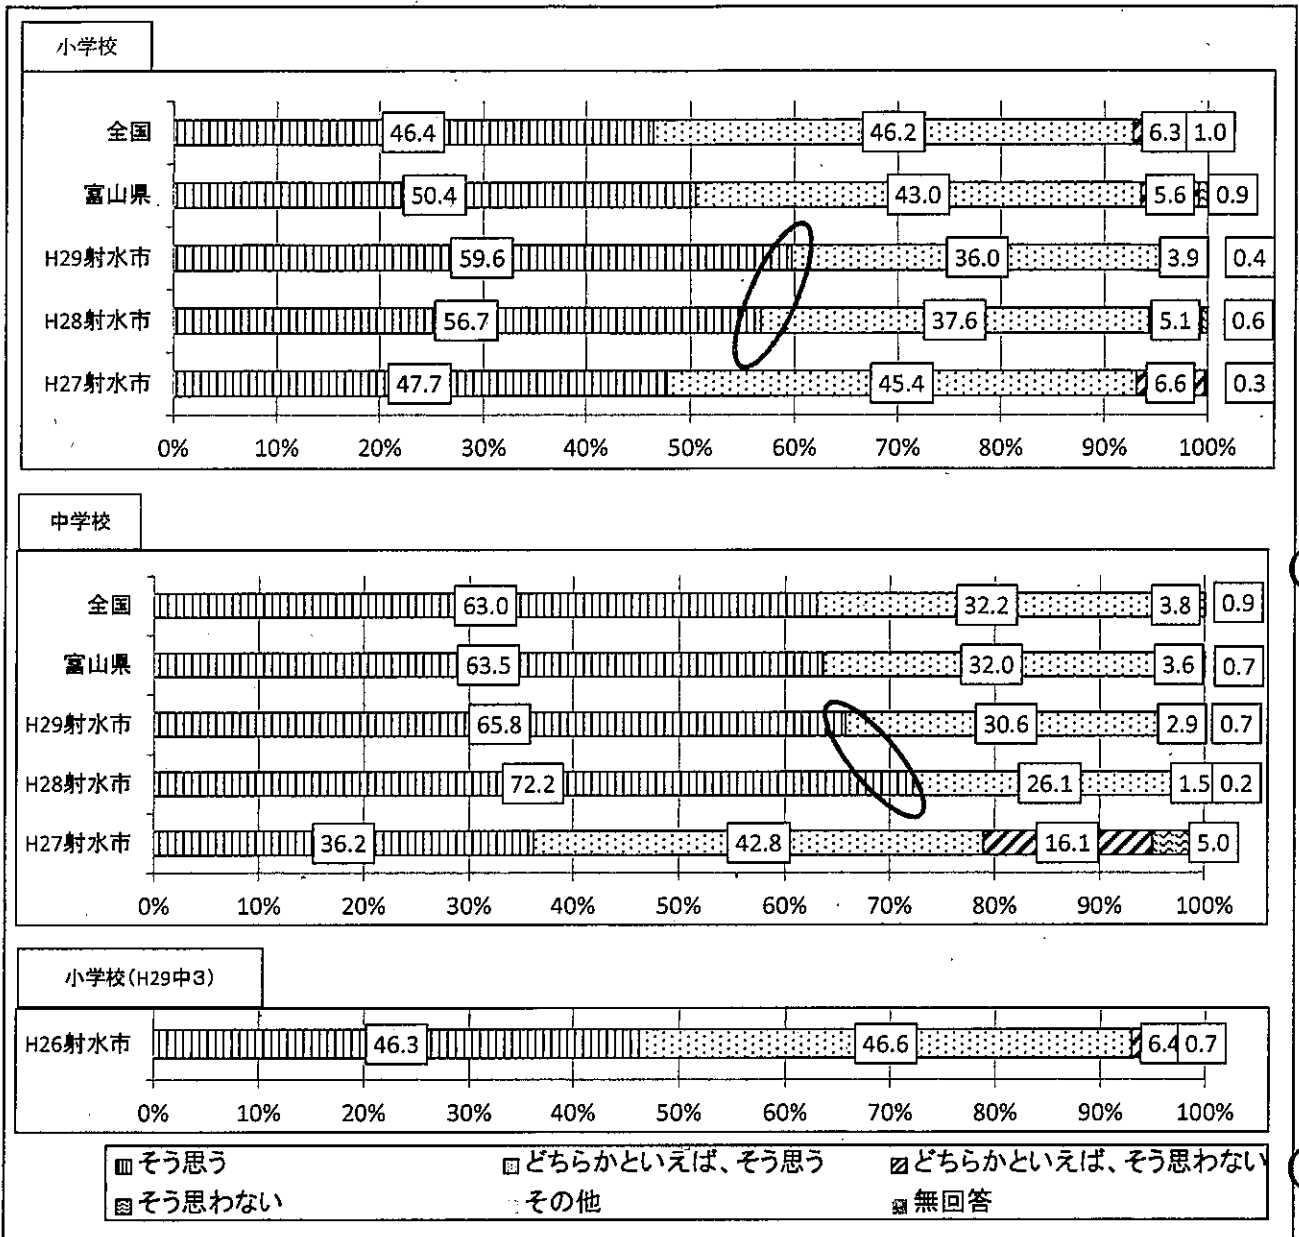 小学校
全国 46.4 46.2 6.3 1.0
富山県 50.4 43.0 5.6 0.9
H29射水市 59.6 36.0 3.9 0.4
H28射水市 56.7 37.6 5.1 0.6
H27射水市 47.7 45.4 6.6 0.3
0% 10% 20% 30% 40% 50% 60% 70% 80% 90% 100%
中学校
全国 63.0 32.2 3.8 0.9
富山県 63.5 32.0 3.6 0.7
H29射水市 65.8 30.6 2.9 0.7
H28射水市 72.2 26.1 1.5 0.2
H27射水市 36.2 42.8 16.1 5.0
0% 10% 20% 30% 40% 50% 60% 70% 80% 90% 100%
小学校(H29中3)
H26射水市 46.3 46.6 6.4 0.7
0% 10% 20% 30% 40% 50% 60% 70% 80% 90% 100%
そう思う どちらかといえば、そう思う どちらかといえば、そう思わない
そう思わない その他 無回答